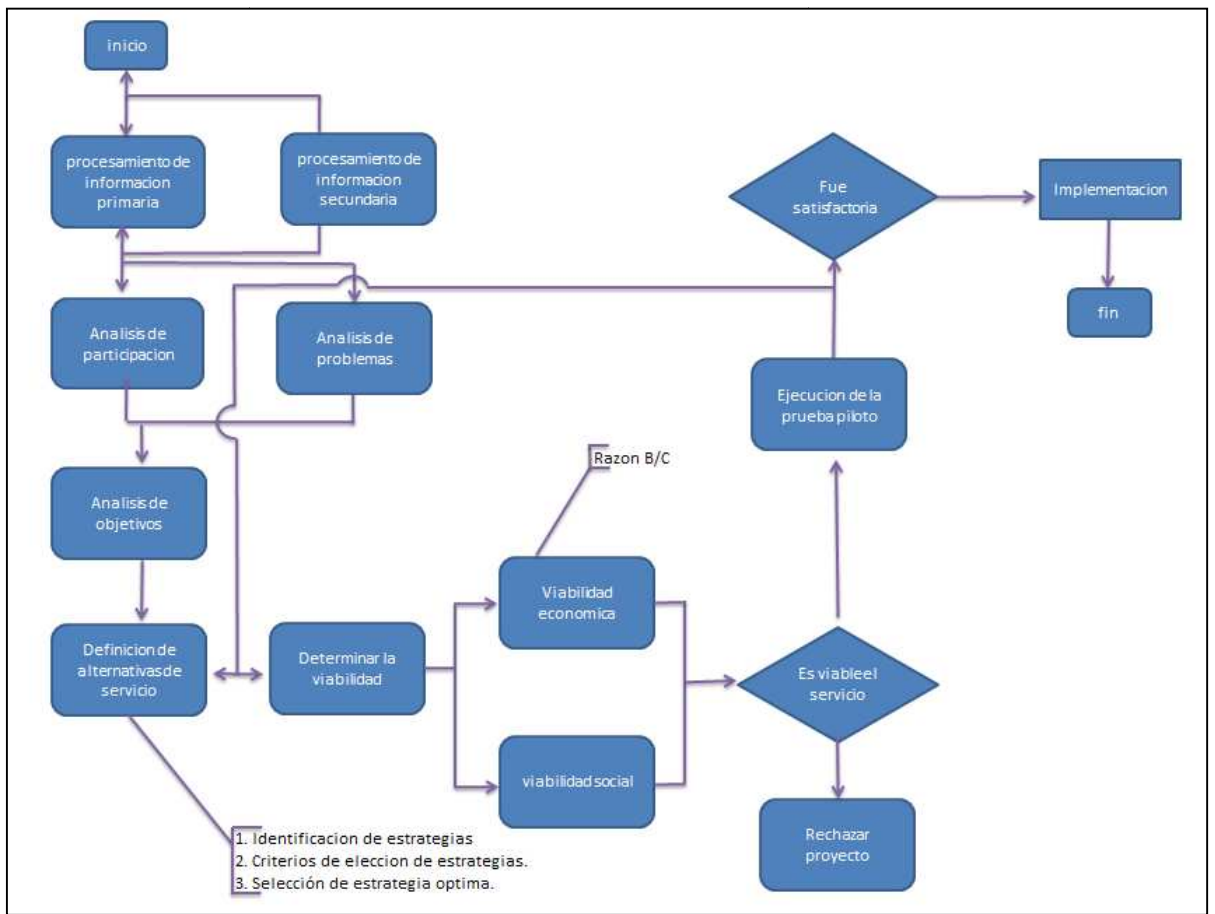 inicio
procesamiento de
informacion
primaria
procesamiento de
informacion
secundaria
Fue
satisfactoria
Implementacion
fin
Analisis de
participacion
Analisis de
problemas
Ejecucion de la
prueba piloto
Razon B/C
Analisis de
objetivos
Viabilidad
economica
Definicion de
alternativas de
servicio
Determinar la
viabilidad
Es viable el
servicio
viabilidad social
1. Identificacion de estrategias
2. Criterios de eleccion de estrategias.
3. Selección de estrategia optima.
Rechazar
proyecto